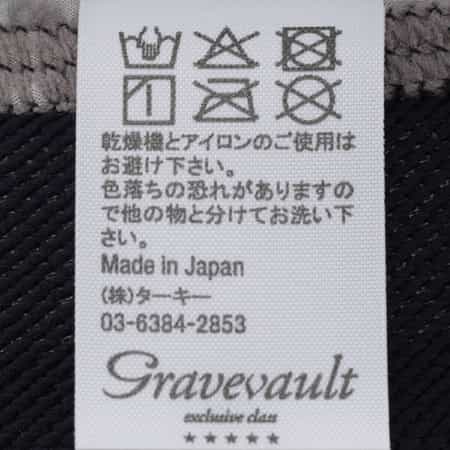 乾燥機とアイロンのご使用は
お避け下さい。
色落ちの恐れがありますの
で他の物と分けてお洗い下
さい。
Made in Japan
(株)ターキー
03-6384-2853
Gravevault
exclusive class